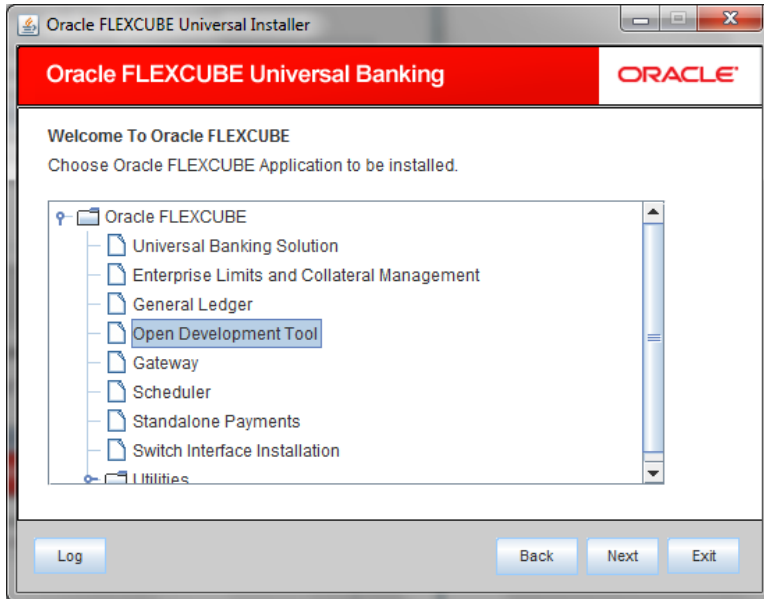 Oracle FLEXCUBE Universal Installer
Oracle FLEXCUBE Universal Banking
ORACLE
Welcome To Oracle FLEXCUBE
Choose Oracle FLEXCUBE Application to be installed.
Oracle FLEXCUBE
Universal Banking Solution
Enterprise Limits and Collateral Management
General Ledger
Open Development Tool
Gateway
Scheduler
Standalone Payments
Switch Interface Installation
Utilities
Log Back Next Exit